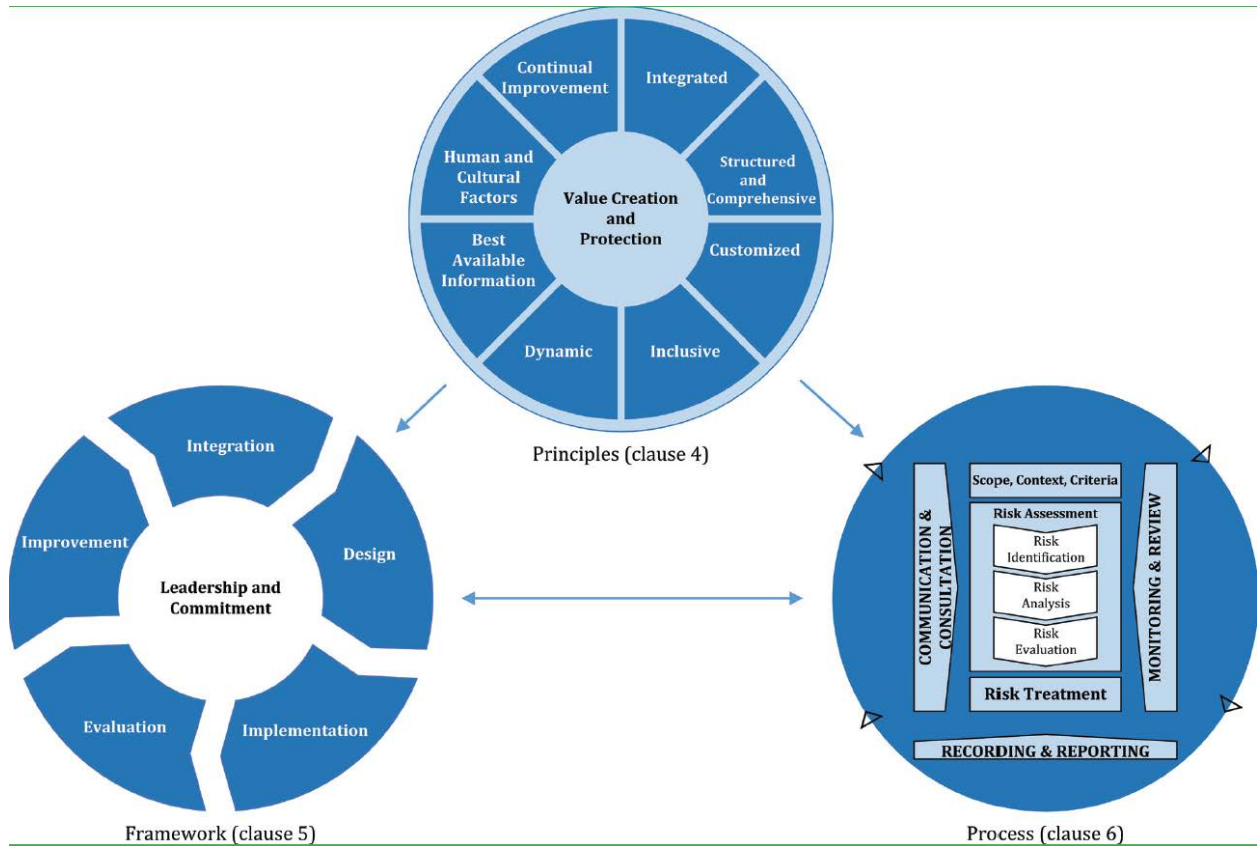 Continual
Improvement
Integrated
Human and
Cultural
Factors
Structured
and
Comprehensive
Value Creation
and
Protection
Best
Available
Information
Customized
Dynamic
Inclusive
Principles (clause 4)
Integration
Improvement
Design
Leadership and
Commitment
Evaluation
Implementation
Framework (clause 5)
Scope, Context, Criteria
COMMUNICATION &
CONSULTATION
Risk Assessment
Risk
Identification
Risk
Analysis
Risk
Evaluation
MONITORING & REVIEW
Risk Treatment
RECORDING & REPORTING
Process (clause 6)